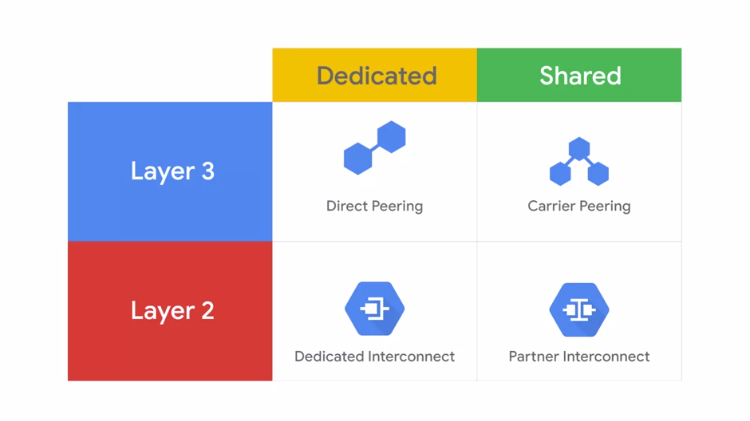 Dedicated
Shared
Layer 3
Direct Peering
Carrier Peering
Layer 2
Dedicated Interconnect
Partner Interconnect